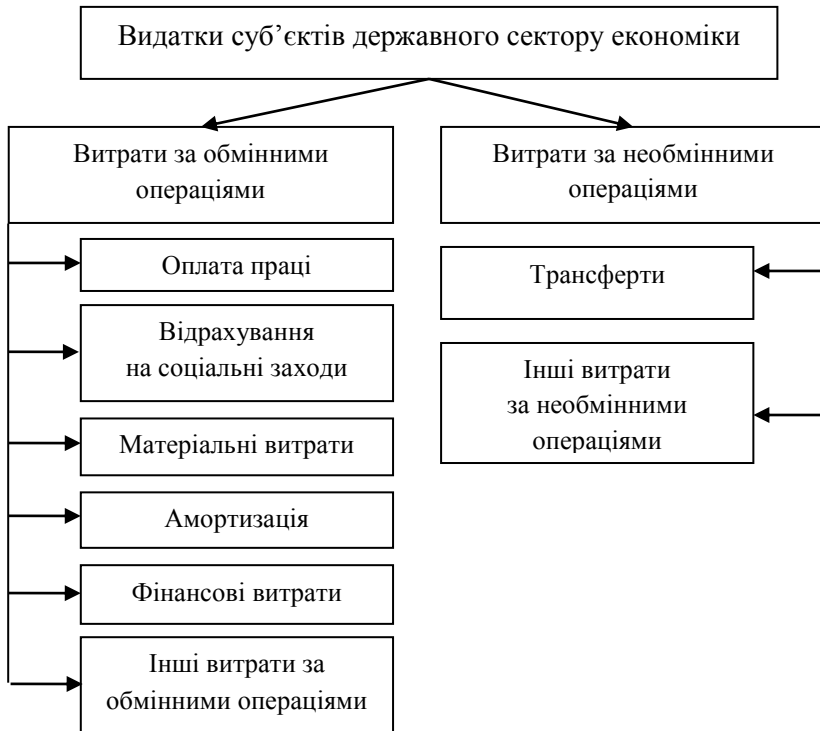 Видатки суб’єктів державного сектору економіки
Витрати за обмінними
операціями
Витрати за необмінними
операціями
Оплата праці
Відрахування
на соціальні заходи
Матеріальні витрати
Амортизація
Фінансові витрати
Інші витрати за
обмінними операціями
Трансферти
Інші витрати
за необмінними
операціями